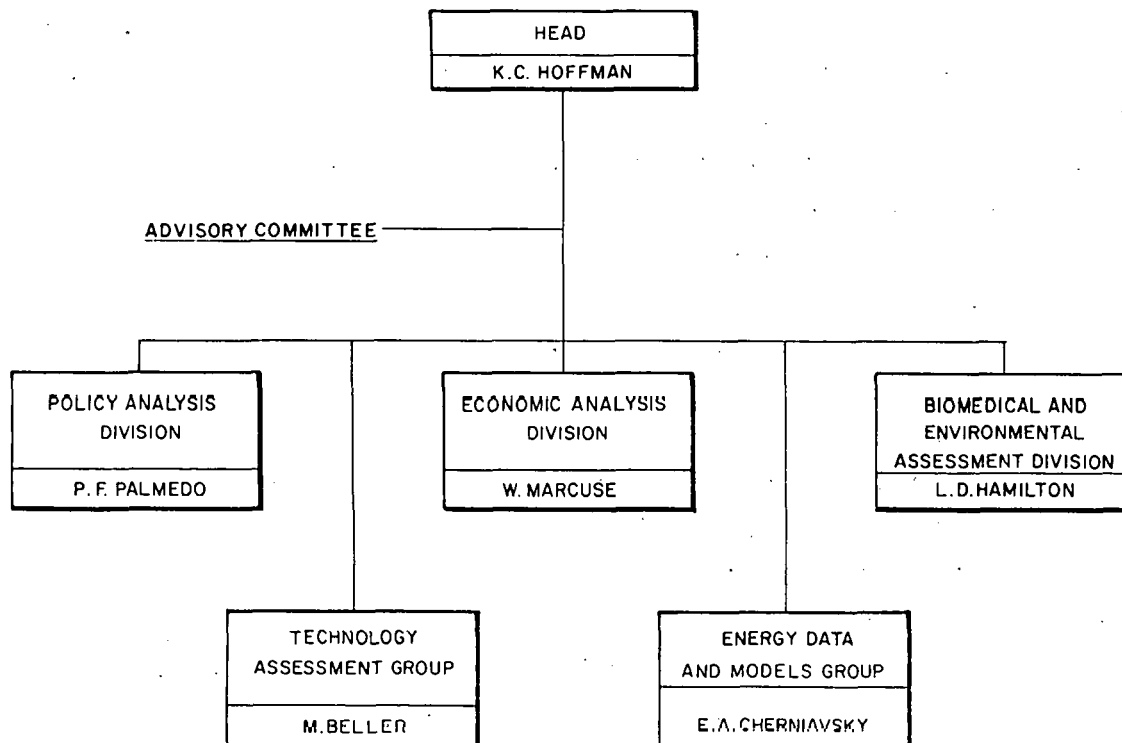 HEAD
K.C. HOFFMAN
ADVISORY COMMITTEE
POLICY ANALYSIS
DIVISION
P.F. PALMEDO
ECONOMIC ANALYSIS
DIVISION
W. MARCUSE
BIOMEDICAL AND
ENVIRONMENTAL
ASSESSMENT DIVISION
L.D. HAMILTON
TECHNOLOGY
ASSESSMENT GROUP
M. BELLER
ENERGY DATA
AND MODELS GROUP
E.A. CHERNIAVSKY